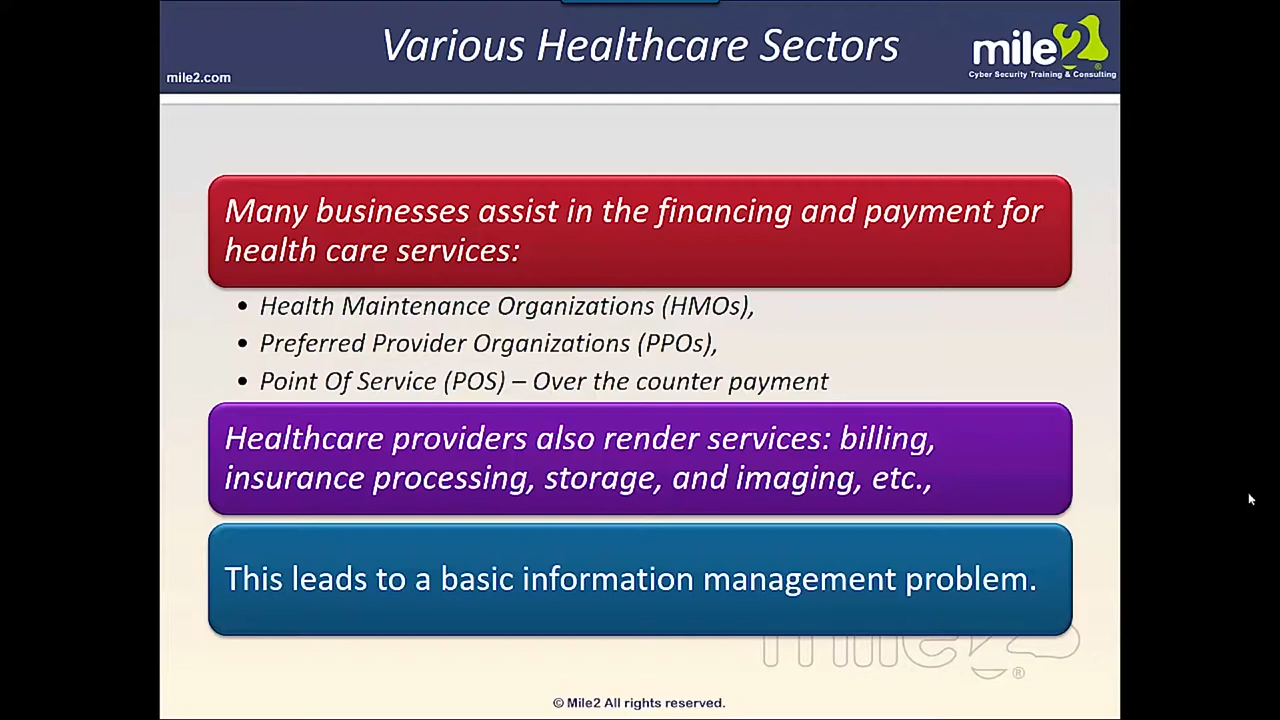 Various Healthcare Sectors
mile2
mile2.com
Cyber Security Training & Consulting
Many businesses assist in the financing and payment for
health care services:
• Health Maintenance Organizations (HMOs),
• Preferred Provider Organizations (PPOs),
• Point Of Service (POS) – Over the counter payment
Healthcare providers also render services: billing,
insurance processing, storage, and imaging, etc.,
This leads to a basic information management problem.
mile2®
© Mile2 All rights reserved.